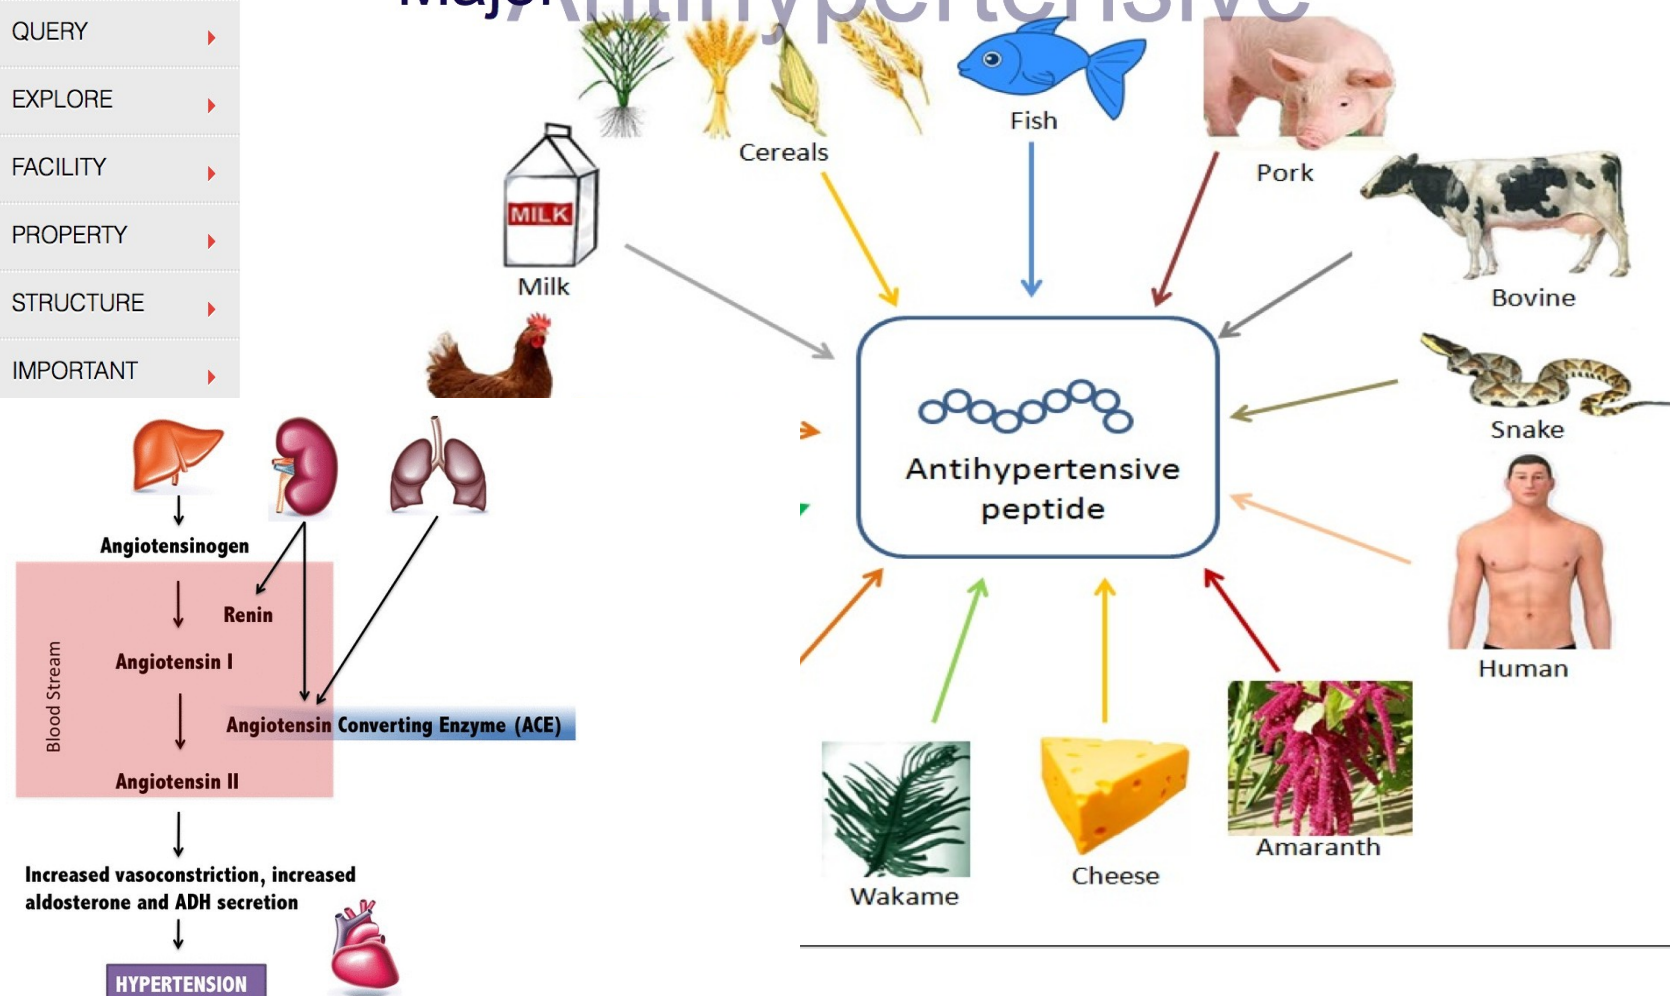 Major
Antihypertensive
QUERY
EXPLORE
FACILITY
PROPERTY
STRUCTURE
IMPORTANT
Cereals
Fish
Pork
MILK
Milk
Bovine
Snake
Antihypertensive
peptide
Human
Wakame
Cheese
Amaranth
Angiotensinogen
Renin
Blood Stream
Angiotensin I
Angiotensin Converting Enzyme (ACE)
Angiotensin II
Increased vasoconstriction, increased
aldosterone and ADH secretion
HYPERTENSION